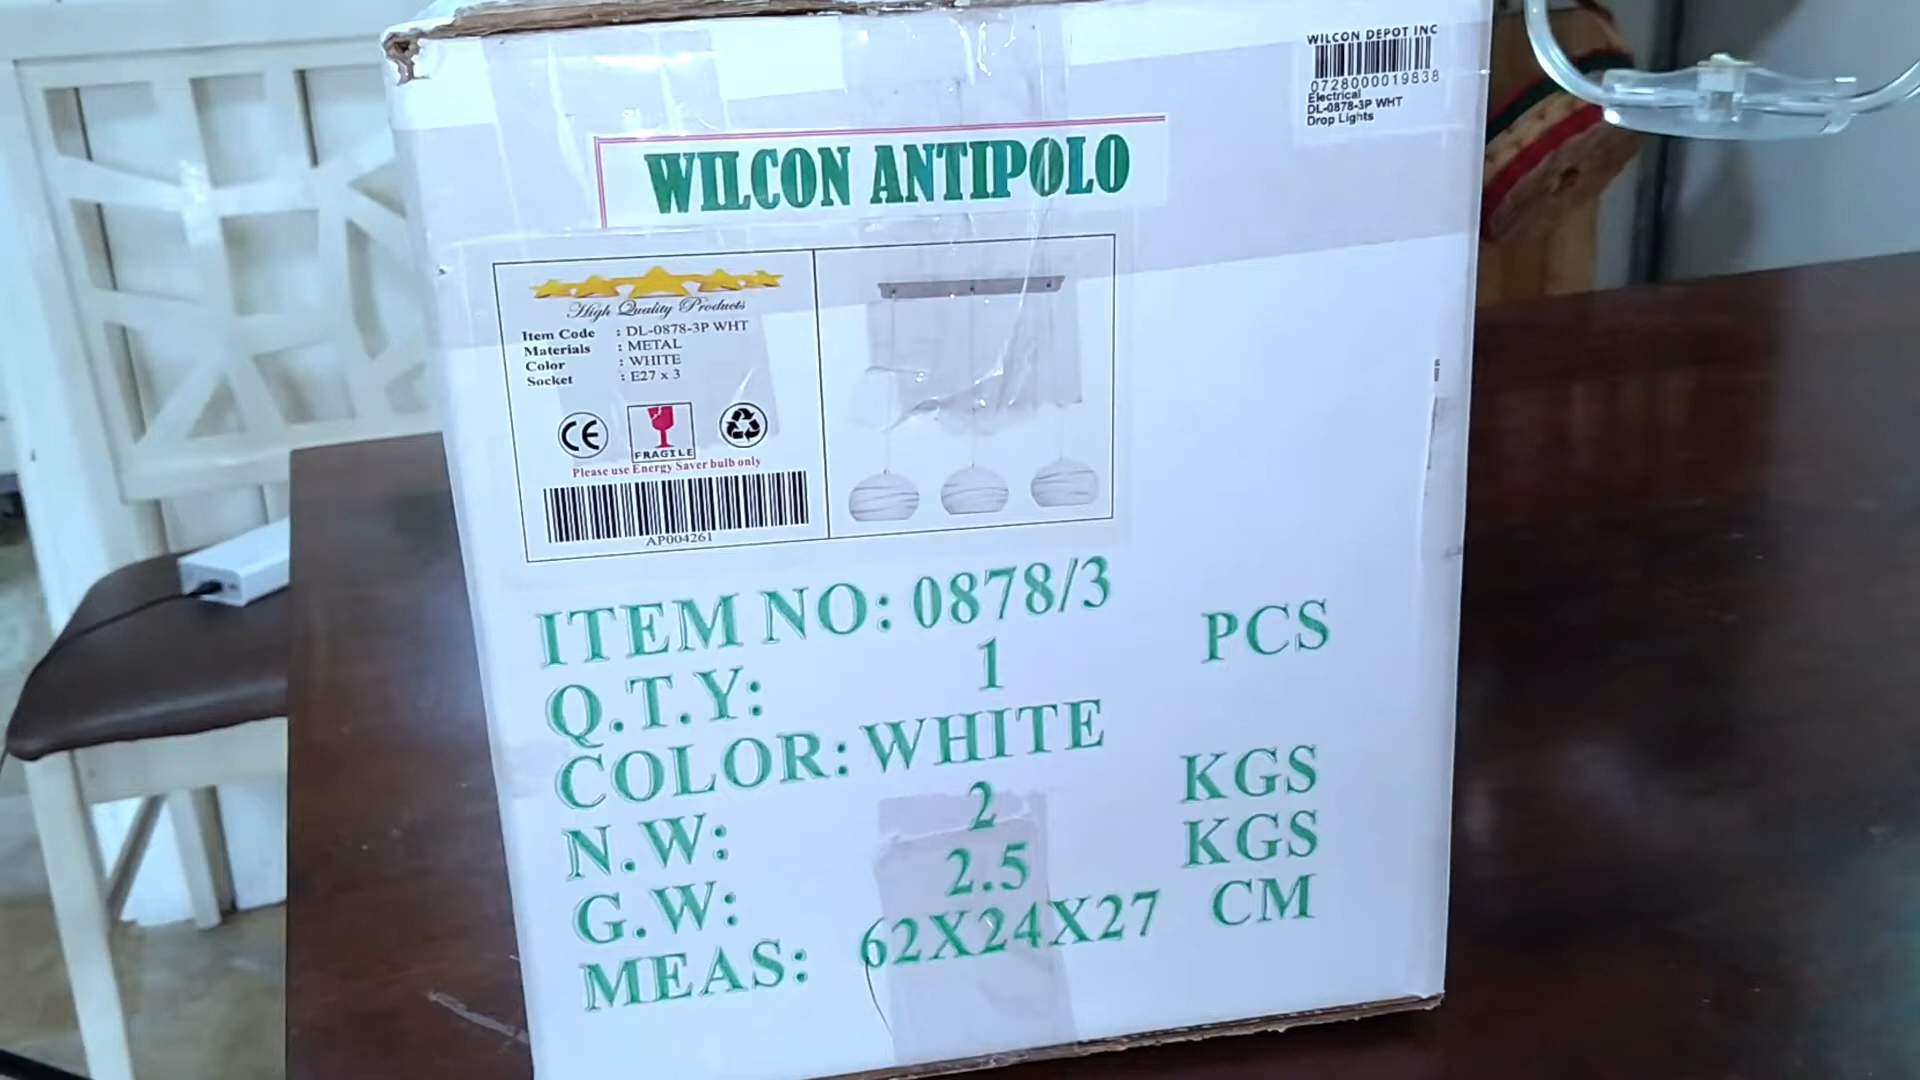 WILCON DEPOT INC
0728000019838
Electrical
DL-0878-3P WHT
Drop Lights
WILCON ANTIPOLO
High Quality Products
Item Code : DL-0878-3P WHT
Materials : METAL
Color : WHITE
Socket : E27 x 3
CE
FRAGILE
Please use Energy Saver bulb only
AP004261
ITEM NO: 0878/3
Q.T.Y: 1 PCS
COLOR: WHITE
N.W: 2 KGS
G.W: 2.5 KGS
MEAS: 62X24X27 CM